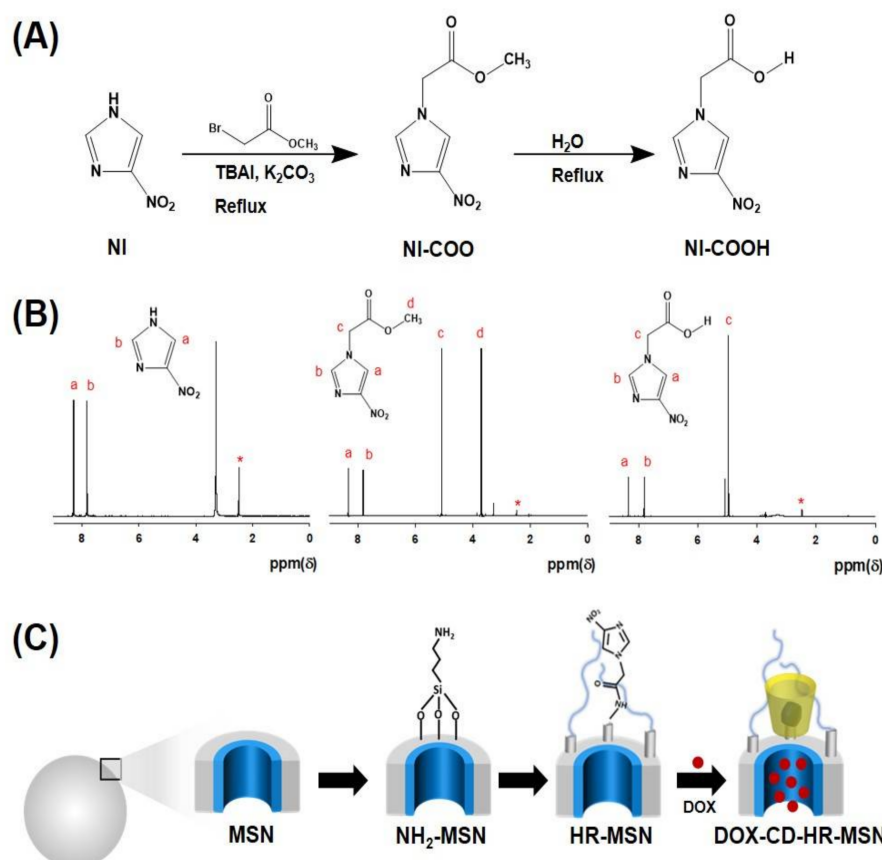 (A)
H
N
N
NO₂
NI
Br
O
O
CH₃
TBAI, K₂CO₃
Reflux
O
O
CH₃
N
N
NO₂
NI-COO
H₂O
Reflux
O
O
H
N
N
NO₂
NI-COOH
(B)
H
N
b
a
N
NO₂
a
b
*
8
6
4
2
0
ppm(δ)
O
d
c
O
CH₃
N
b
a
N
NO₂
c
d
a
b
*
8
6
4
2
0
ppm(δ)
O
c
O
H
N
b
a
N
NO₂
c
a
b
*
8
6
4
2
0
ppm(δ)
(C)
NH₂
Si
O
O
O
NO₂
N
N
O
NH
DOX
MSN
NH₂-MSN
HR-MSN
DOX-CD-HR-MSN